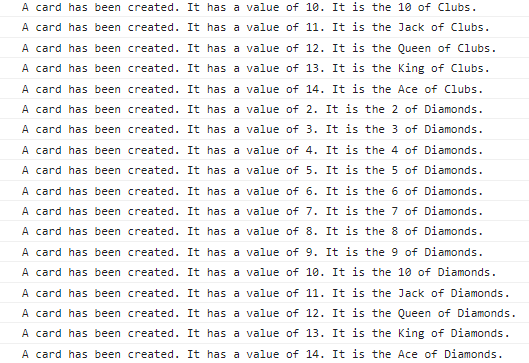 A card has been created. It has a value of 10. It is the 10 of Clubs.
A card has been created. It has a value of 11. It is the Jack of Clubs.
A card has been created. It has a value of 12. It is the Queen of Clubs.
A card has been created. It has a value of 13. It is the King of Clubs.
A card has been created. It has a value of 14. It is the Ace of Clubs.
A card has been created. It has a value of 2. It is the 2 of Diamonds.
A card has been created. It has a value of 3. It is the 3 of Diamonds.
A card has been created. It has a value of 4. It is the 4 of Diamonds.
A card has been created. It has a value of 5. It is the 5 of Diamonds.
A card has been created. It has a value of 6. It is the 6 of Diamonds.
A card has been created. It has a value of 7. It is the 7 of Diamonds.
A card has been created. It has a value of 8. It is the 8 of Diamonds.
A card has been created. It has a value of 9. It is the 9 of Diamonds.
A card has been created. It has a value of 10. It is the 10 of Diamonds.
A card has been created. It has a value of 11. It is the Jack of Diamonds.
A card has been created. It has a value of 12. It is the Queen of Diamonds.
A card has been created. It has a value of 13. It is the King of Diamonds.
A card has been created. It has a value of 14. It is the Ace of Diamonds.